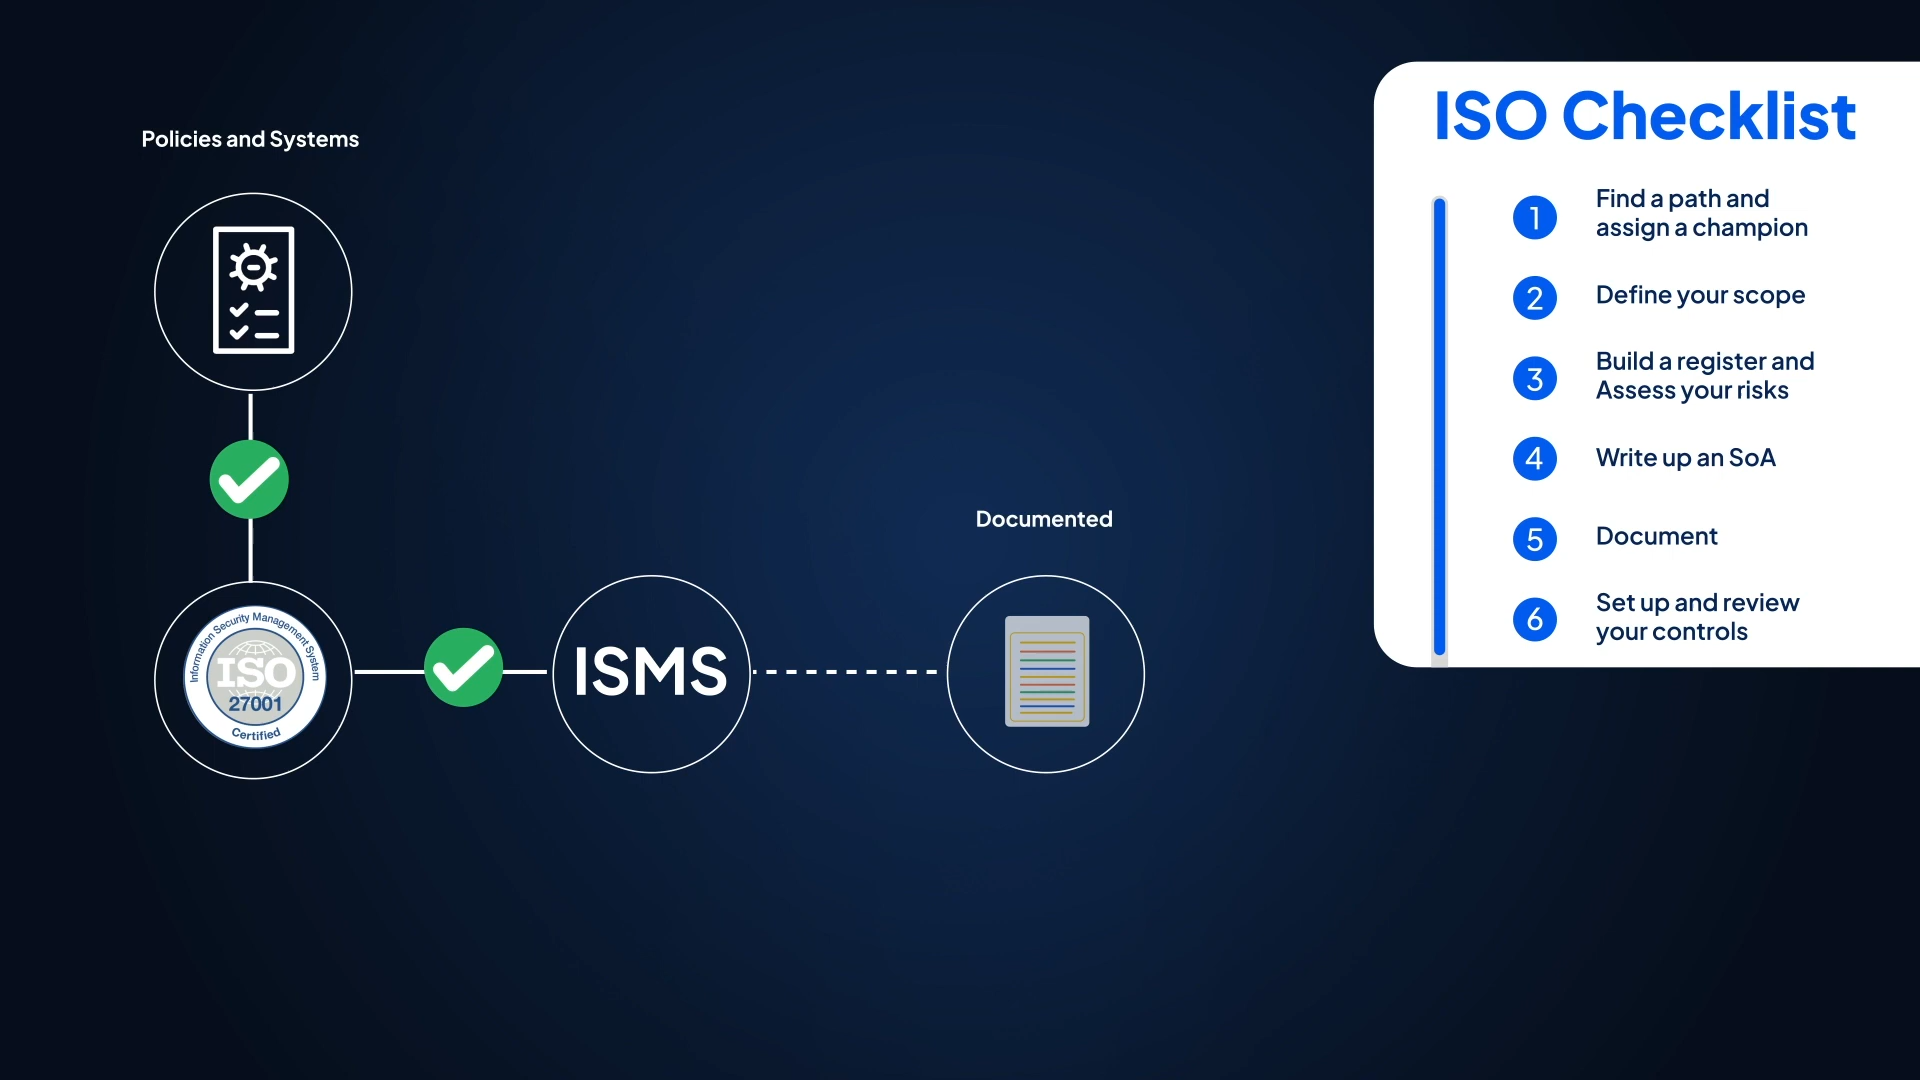 Policies and Systems
Information Security Management System
ISO
27001
Certified
ISMS
Documented
ISO Checklist
1
Find a path and
assign a champion
2
Define your scope
3
Build a register and
Assess your risks
4
Write up an SoA
5
Document
6
Set up and review
your controls